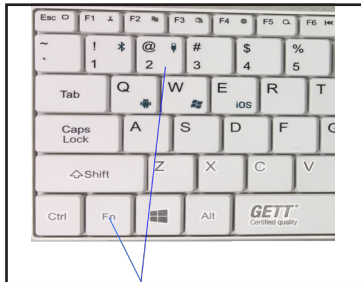 Esc F1 F2 F3 F4 F5 F6
~ ! @ # $ %
` 1 2 3 4 5
Tab Q W E R T
iOS
Caps Lock A S D F
Shift Z X C V
Ctrl Fn Alt GETT
Certified quality